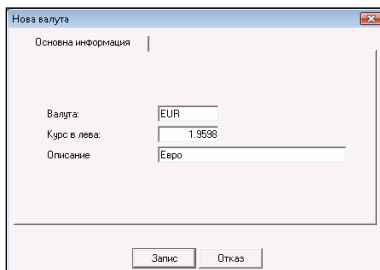 Нова валута
Основна информация
Валута: EUR
Курс в лева: 1.9598
Описание Евро
Запис Отказ